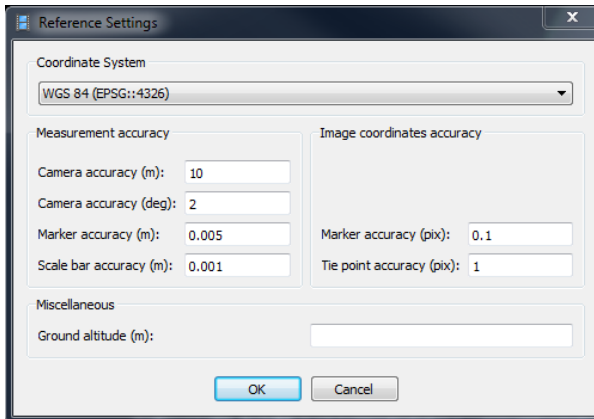 Reference Settings
X
Coordinate System
WGS 84 (EPSG::4326)
Measurement accuracy
Camera accuracy (m): 10
Camera accuracy (deg): 2
Marker accuracy (m): 0.005
Scale bar accuracy (m): 0.001
Image coordinates accuracy
Marker accuracy (pix): 0.1
Tie point accuracy (pix): 1
Miscellaneous
Ground altitude (m):
OK Cancel